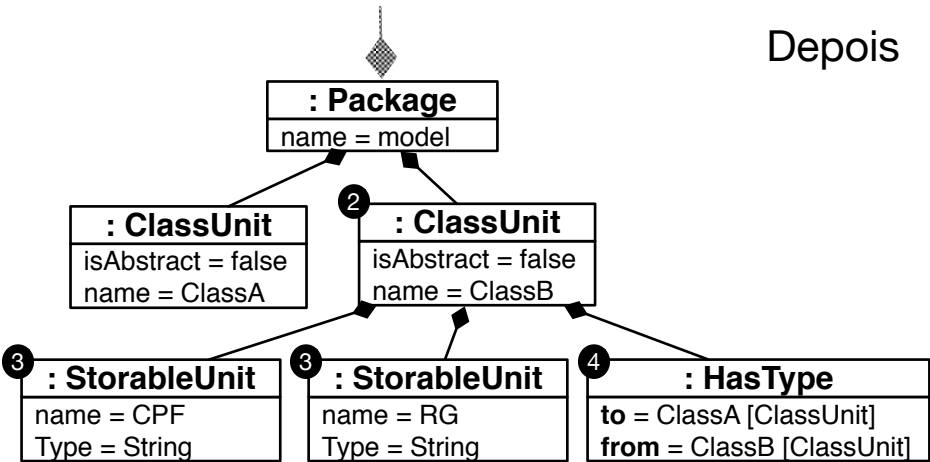 Depois
: Package
name = model
: ClassUnit
isAbstract = false
name = ClassA
2
: ClassUnit
isAbstract = false
name = ClassB
3
: StorableUnit
name = CPF
Type = String
3
: StorableUnit
name = RG
Type = String
4
: HasType
to = ClassA [ClassUnit]
from = ClassB [ClassUnit]